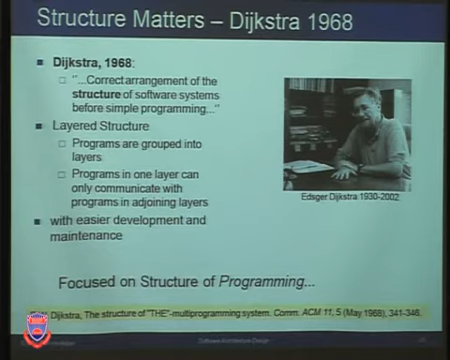 Structure Matters – Dijkstra 1968
Dijkstra, 1968:
"...Correct arrangement of the
structure of software systems
before simple programming..."
Layered Structure
Programs are grouped into
layers
Programs in one layer can
only communicate with
programs in adjoining layers
with easier development and
maintenance
Edsger Dijkstra 1930-2002
Focused on Structure of Programming...
Dijkstra, The structure of "THE"-multiprogramming system. Comm. ACM 11, 5 (May 1968), 341-346.
Software Architecture Design